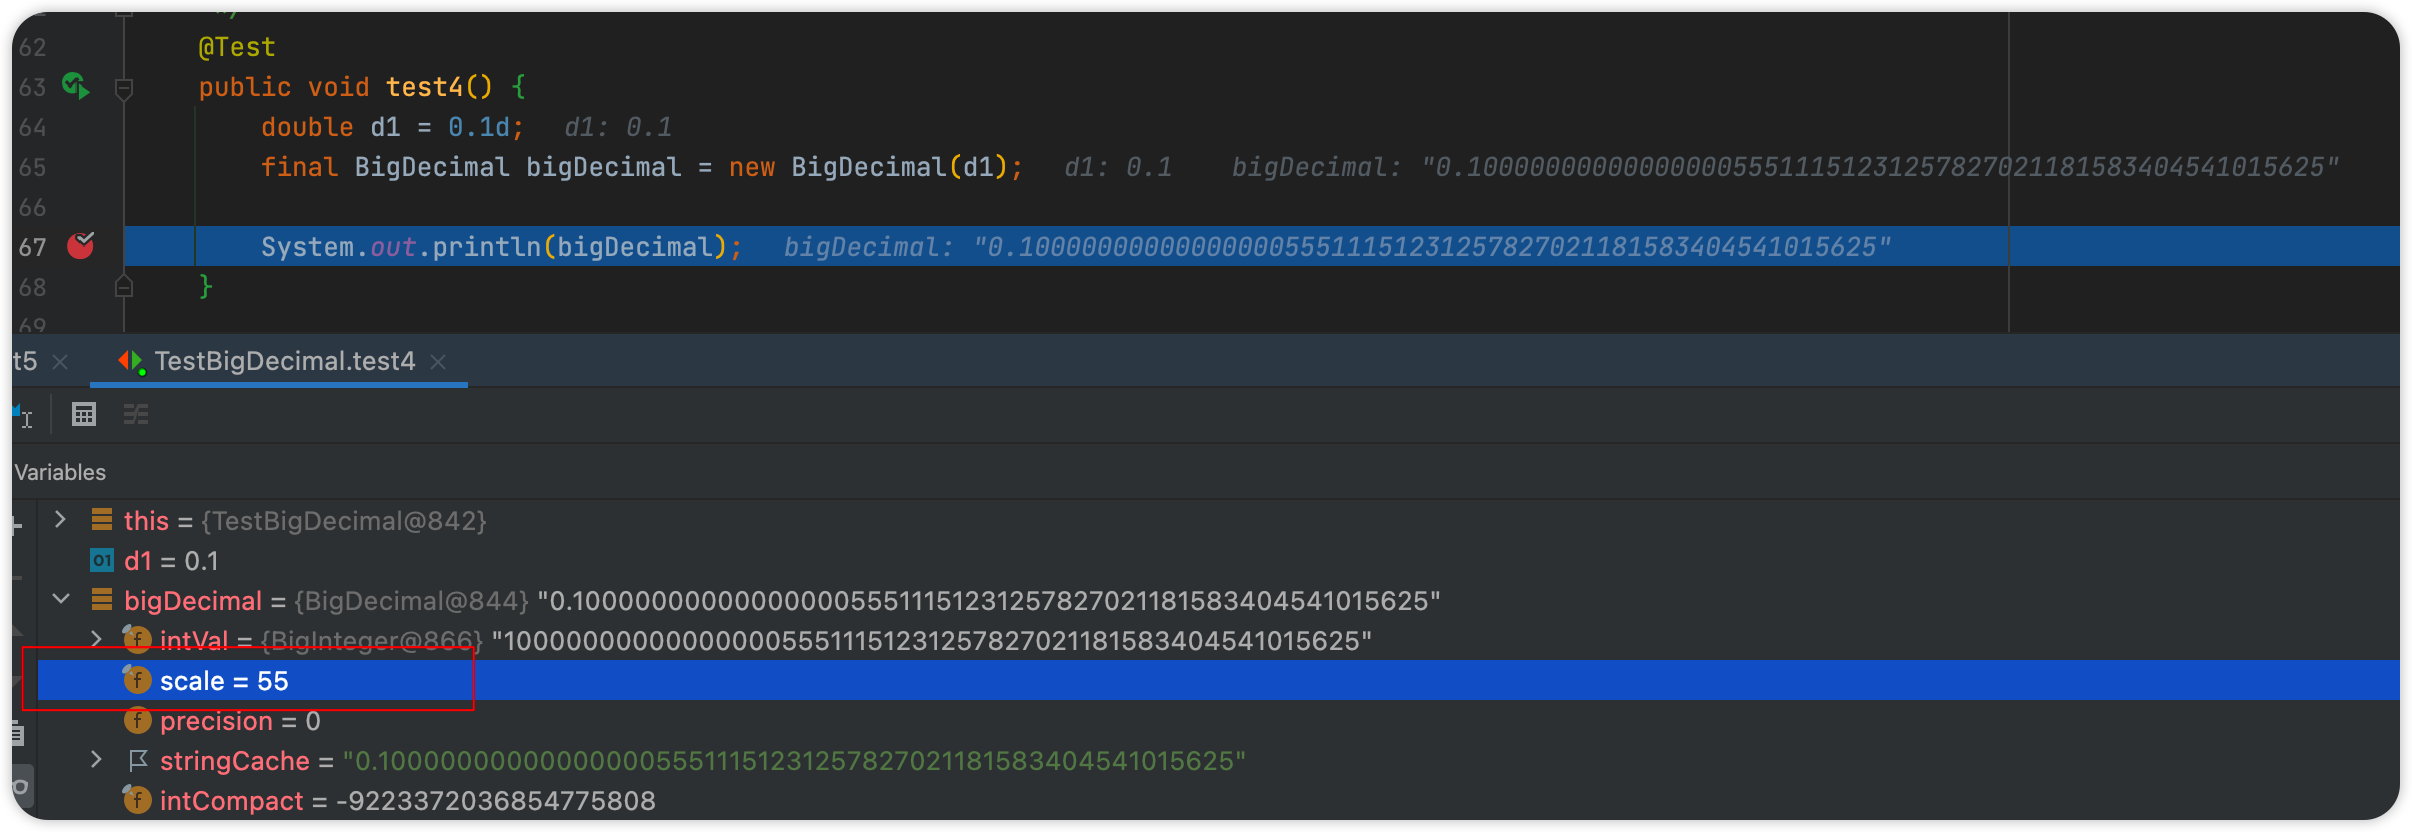 */
62 @Test
63 public void test4() {
64 double d1 = 0.1d; d1: 0.1
65 final BigDecimal bigDecimal = new BigDecimal(d1); d1: 0.1 bigDecimal: "0.1000000000000000055511151231257827021181583404541015625"
66
67 System.out.println(bigDecimal); bigDecimal: "0.1000000000000000055511151231257827021181583404541015625"
68 }
69
t5 TestBigDecimal.test4
Variables
this = {TestBigDecimal@842}
01 d1 = 0.1
bigDecimal = {BigDecimal@844} "0.1000000000000000055511151231257827021181583404541015625"
f intVal = {BigInteger@866} "1000000000000000055511151231257827021181583404541015625"
f scale = 55
f precision = 0
stringCache = "0.1000000000000000055511151231257827021181583404541015625"
f intCompact = -9223372036854775808